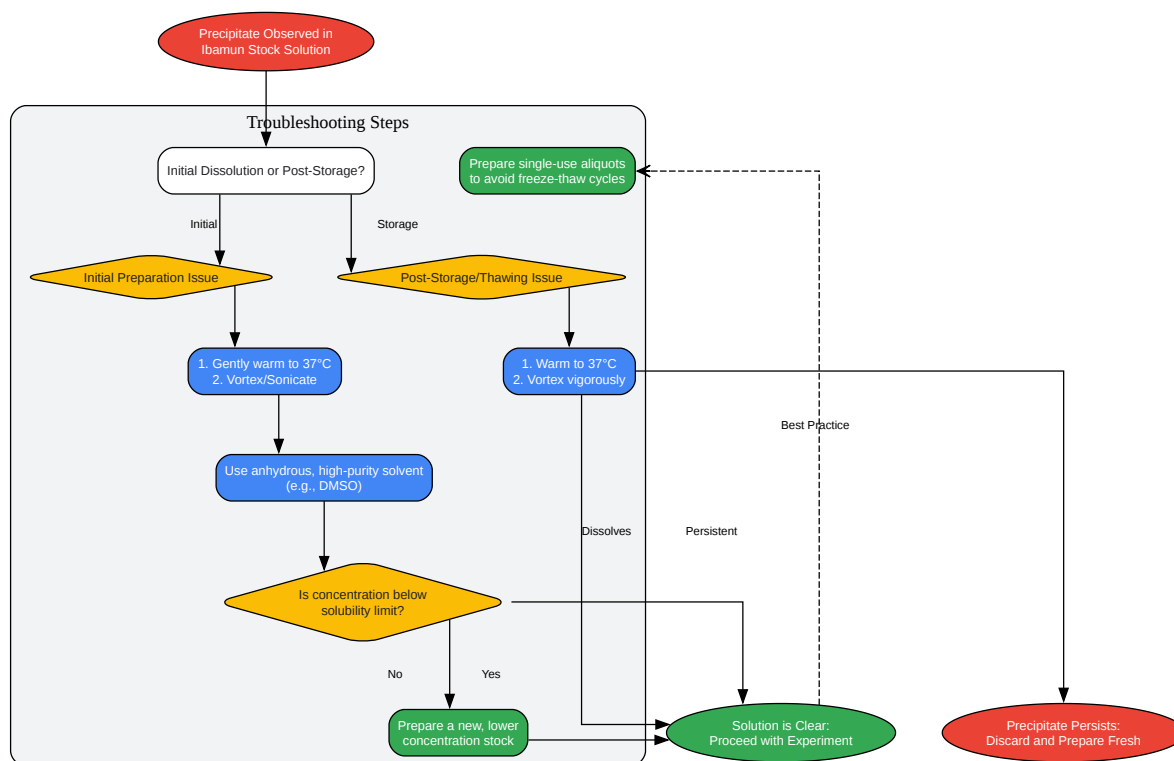 Precipitate Observed in
Ibamun Stock Solution
Troubleshooting Steps
Initial Dissolution or Post-Storage?
Prepare single-use aliquots
to avoid freeze-thaw cycles
Initial
Storage
Initial Preparation Issue
Post-Storage/Thawing Issue
1. Gently warm to 37°C
2. Vortex/Sonicate
1. Warm to 37°C
2. Vortex vigorously
Best Practice
Use anhydrous, high-purity solvent
(e.g., DMSO)
Dissolves
Persistent
Is concentration below
solubility limit?
No
Yes
Prepare a new, lower
concentration stock
Solution is Clear:
Proceed with Experiment
Precipitate Persists:
Discard and Prepare Fresh